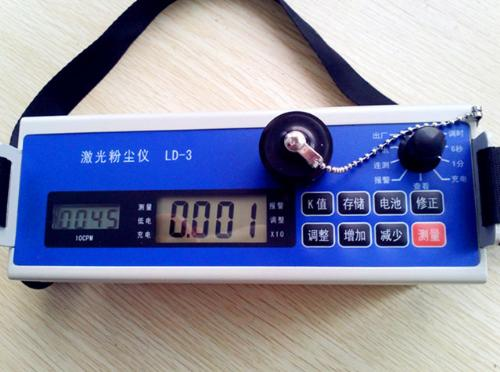 激光粉尘仪 LD-3
出厂 调时
6秒
连测 1分
报警 查看 充电
0045 测量 低电 充电
10CPM
0.001 报警 调整 X10
K值 存储 电池 修正
调整 增加 减少 测量